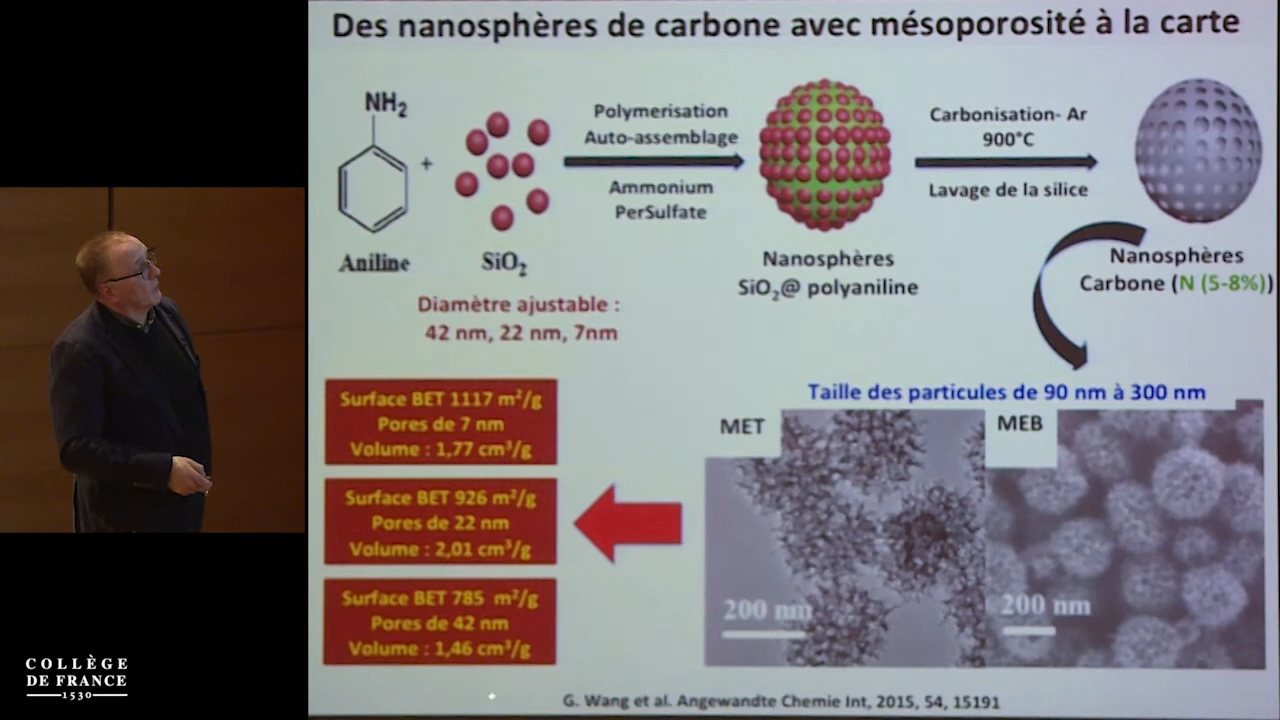 Des nanosphères de carbone avec mésoporosité à la carte
NH2
+
Aniline
SiO2
Diamètre ajustable :
42 nm, 22 nm, 7nm
Polymerisation
Auto-assemblage
Ammonium
PerSulfate
Nanosphères
SiO2@ polyaniline
Carbonisation- Ar
900°C
Lavage de la silice
Nanosphères
Carbone (N (5-8%))
Taille des particules de 90 nm à 300 nm
MET
200 nm
MEB
200 nm
Surface BET 1117 m²/g
Pores de 7 nm
Volume : 1,77 cm³/g
Surface BET 926 m²/g
Pores de 22 nm
Volume : 2,01 cm³/g
Surface BET 785 m²/g
Pores de 42 nm
Volume : 1,46 cm³/g
G. Wang et al. Angewandte Chemie Int, 2015, 54, 15191
COLLÈGE
DE FRANCE
1530